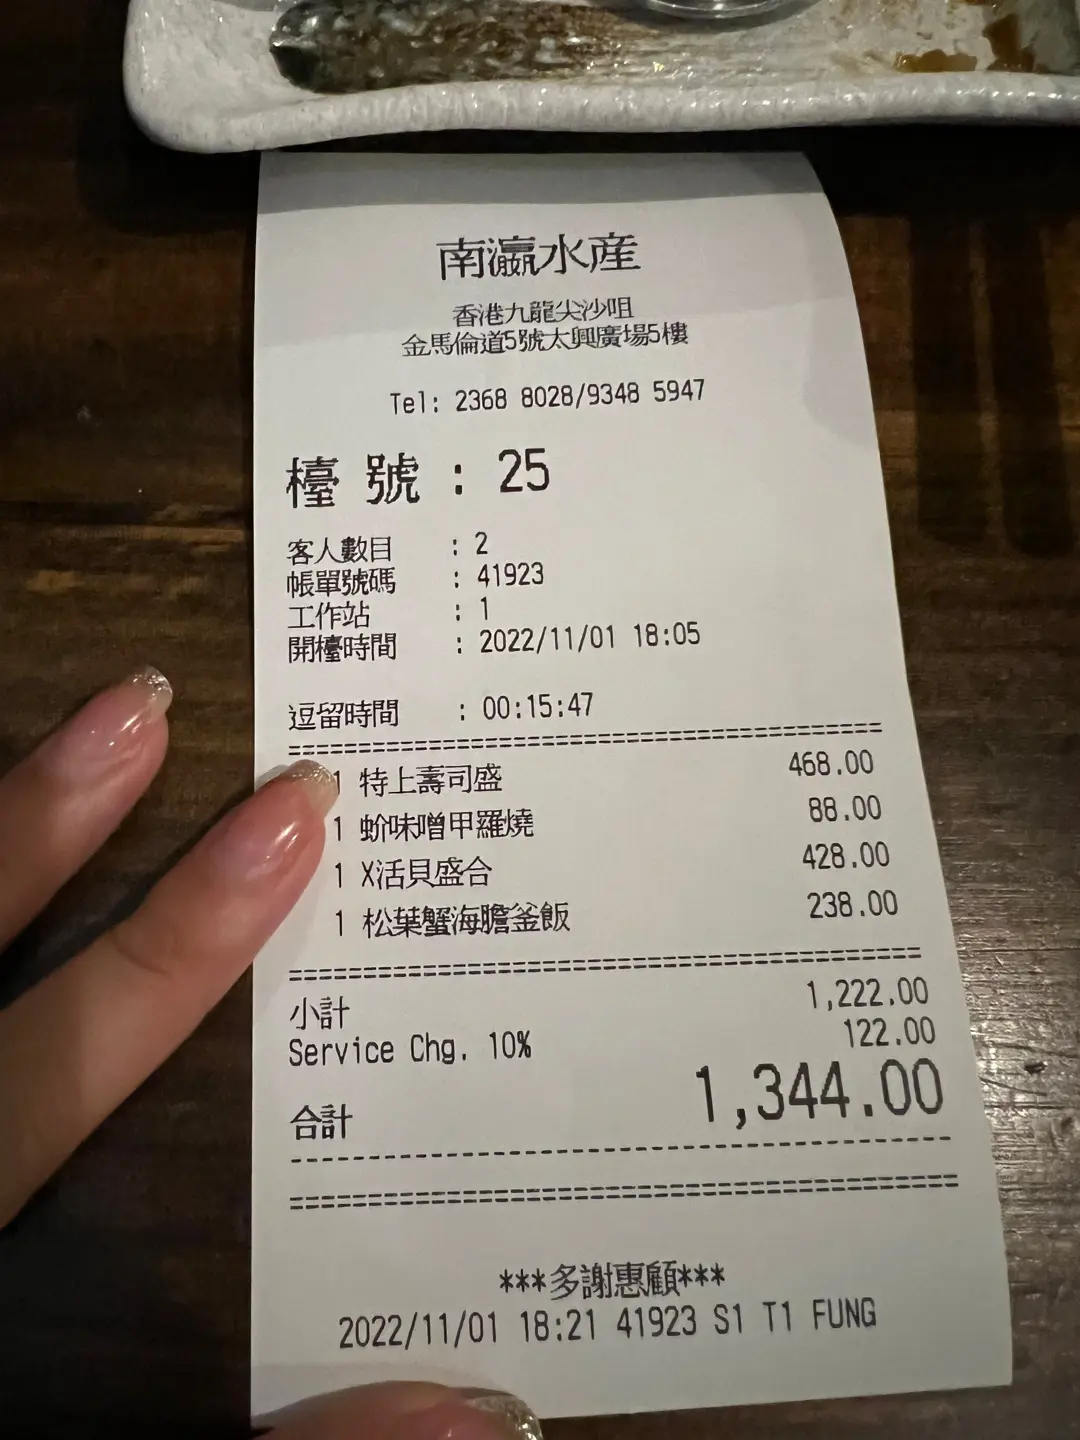 南瀛水產
香港九龍尖沙咀
金馬倫道5號太興廣場5樓
Tel: 2368 8028/9348 5947
檯 號 : 25
客人數目 : 2
帳單號碼 : 41923
工作站 : 1
開檯時間 : 2022/11/01 18:05
逗留時間 : 00:15:47
1 特上壽司盛 468.00
1 蚧味噌甲羅燒 88.00
1 X活貝盛合 428.00
1 松葉蟹海膽釜飯 238.00
小計 1,222.00
Service Chg. 10% 122.00
合計 1,344.00
***多謝惠顧***
2022/11/01 18:21 41923 S1 T1 FUNG